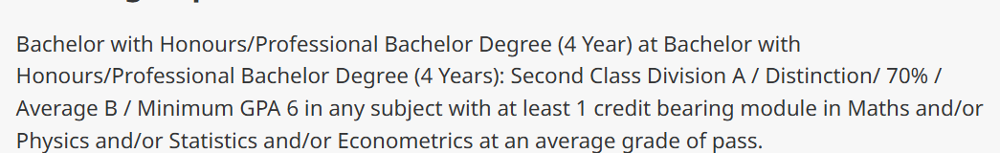 Bachelor with Honours/Professional Bachelor Degree (4 Year) at Bachelor with
Honours/Professional Bachelor Degree (4 Years): Second Class Division A / Distinction/ 70% /
Average B / Minimum GPA 6 in any subject with at least 1 credit bearing module in Maths and/or
Physics and/or Statistics and/or Econometrics at an average grade of pass.